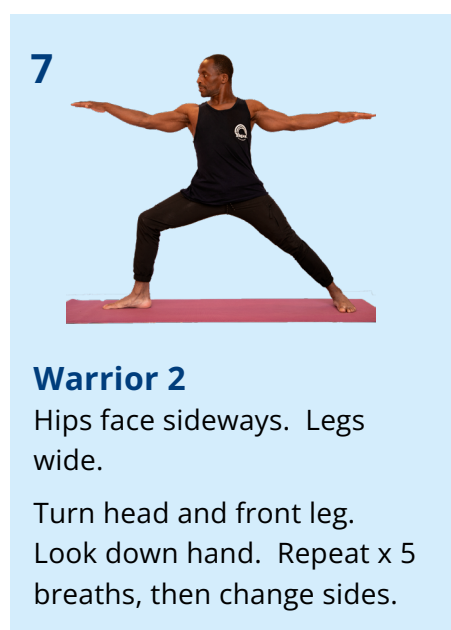 7
Warrior 2
Hips face sideways.  Legs
wide.
Turn head and front leg.
Look down hand.  Repeat x 5
breaths, then change sides.